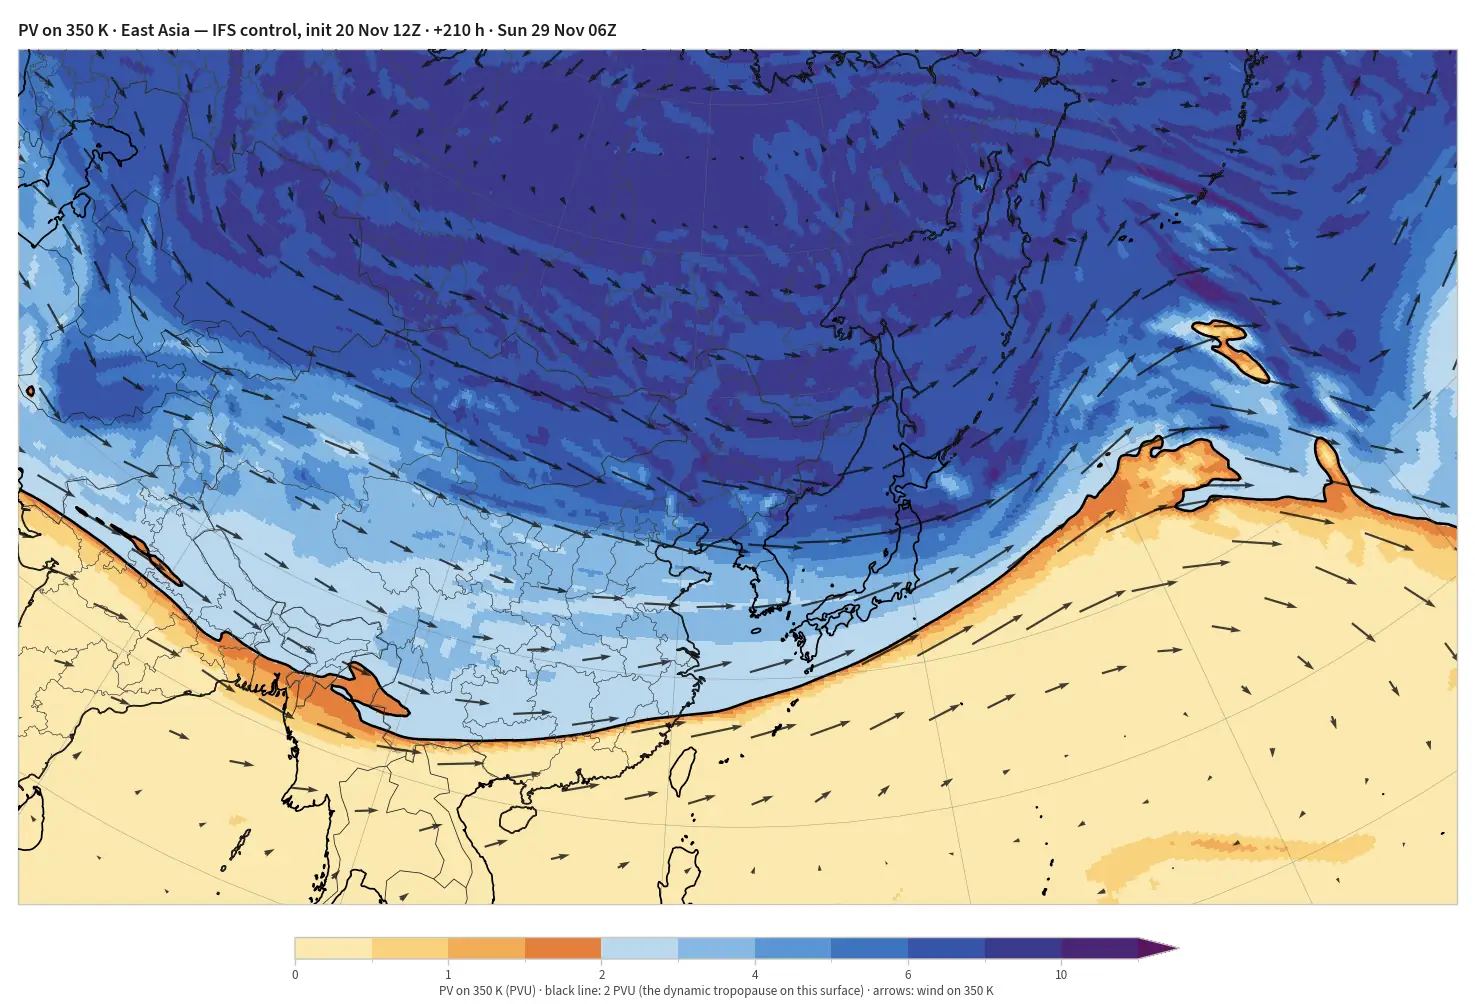 PV on 350 K · East Asia — IFS control, init 20 Nov 12Z · +210 h · Sun 29 Nov 06Z
0 1 2 4 6 10
PV on 350 K (PVU) · black line: 2 PVU (the dynamic tropopause on this surface) · arrows: wind on 350 K